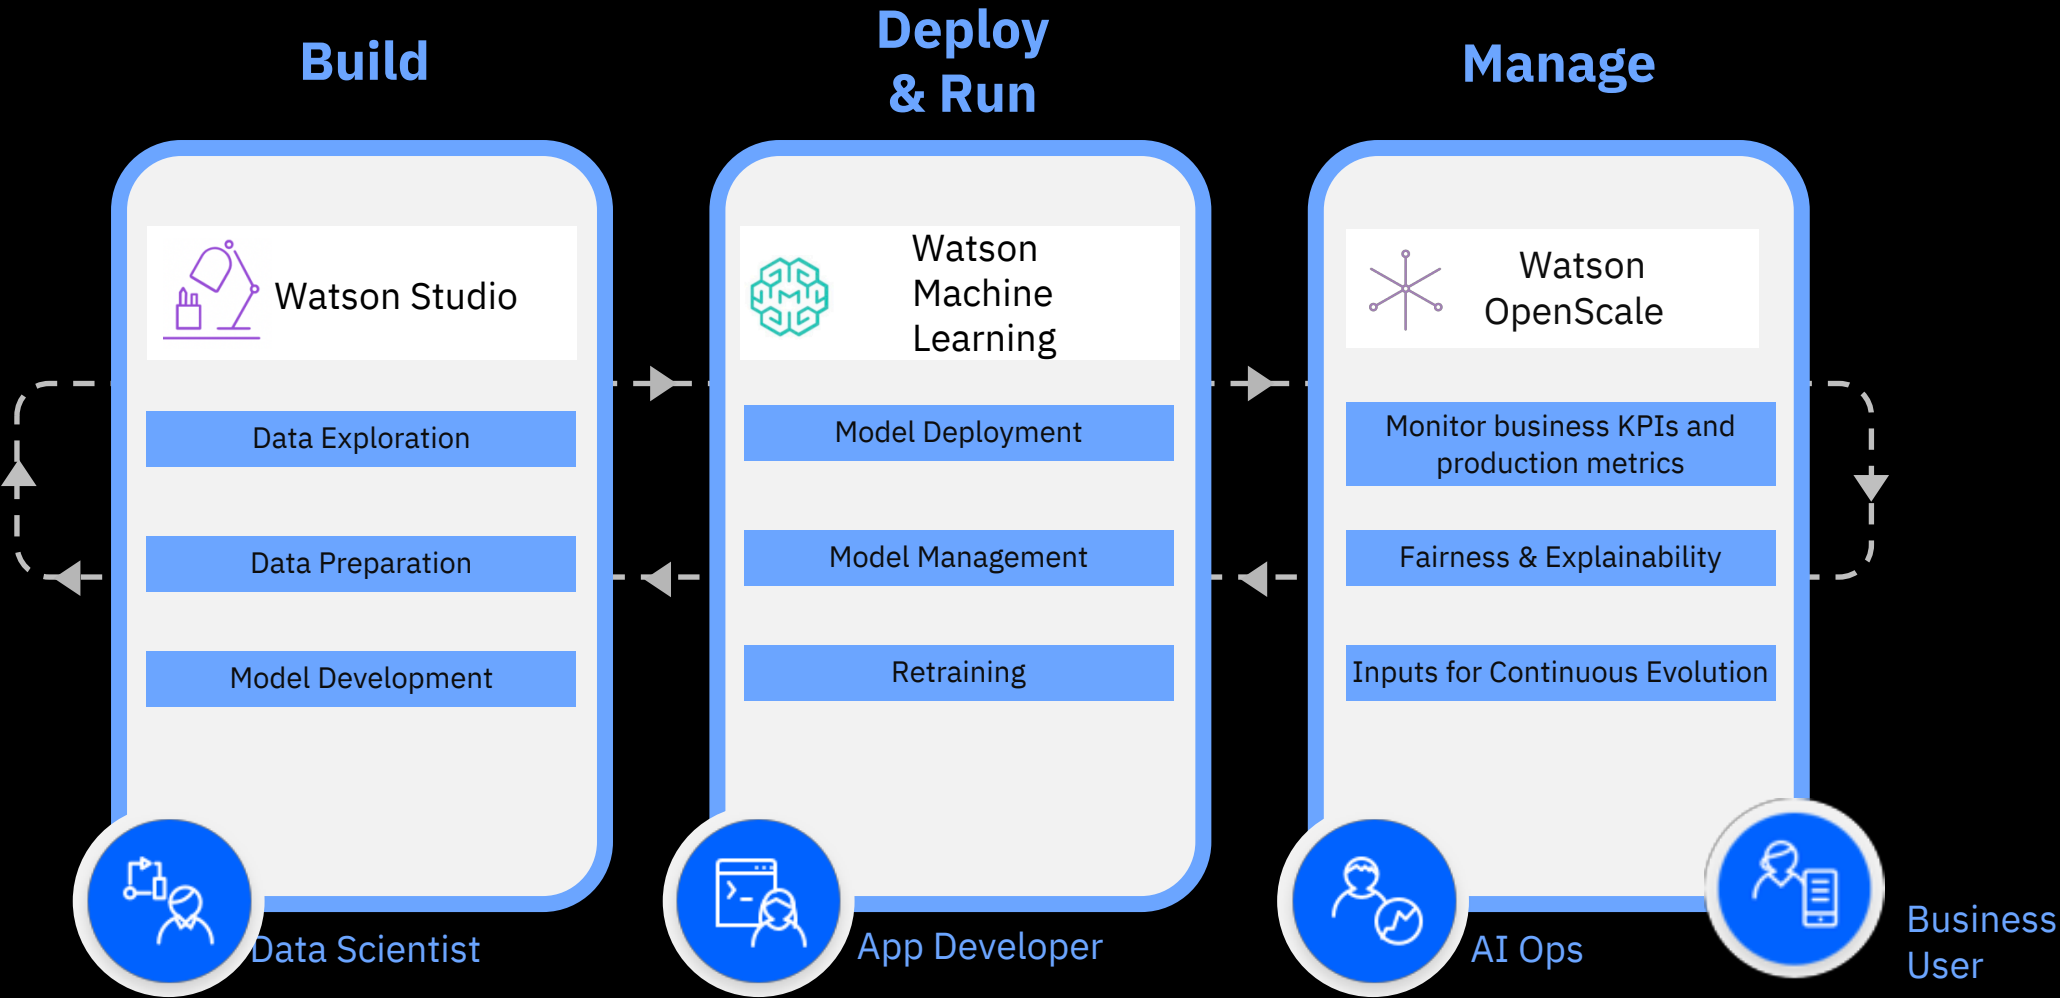 Build
Deploy
& Run
Manage
Watson Studio
Watson
Machine
Learning
Watson
OpenScale
Data Exploration
Data Preparation
Model Development
Model Deployment
Model Management
Retraining
Monitor business KPIs and
production metrics
Fairness & Explainability
Inputs for Continuous Evolution
Data Scientist
App Developer
AI Ops
Business
User